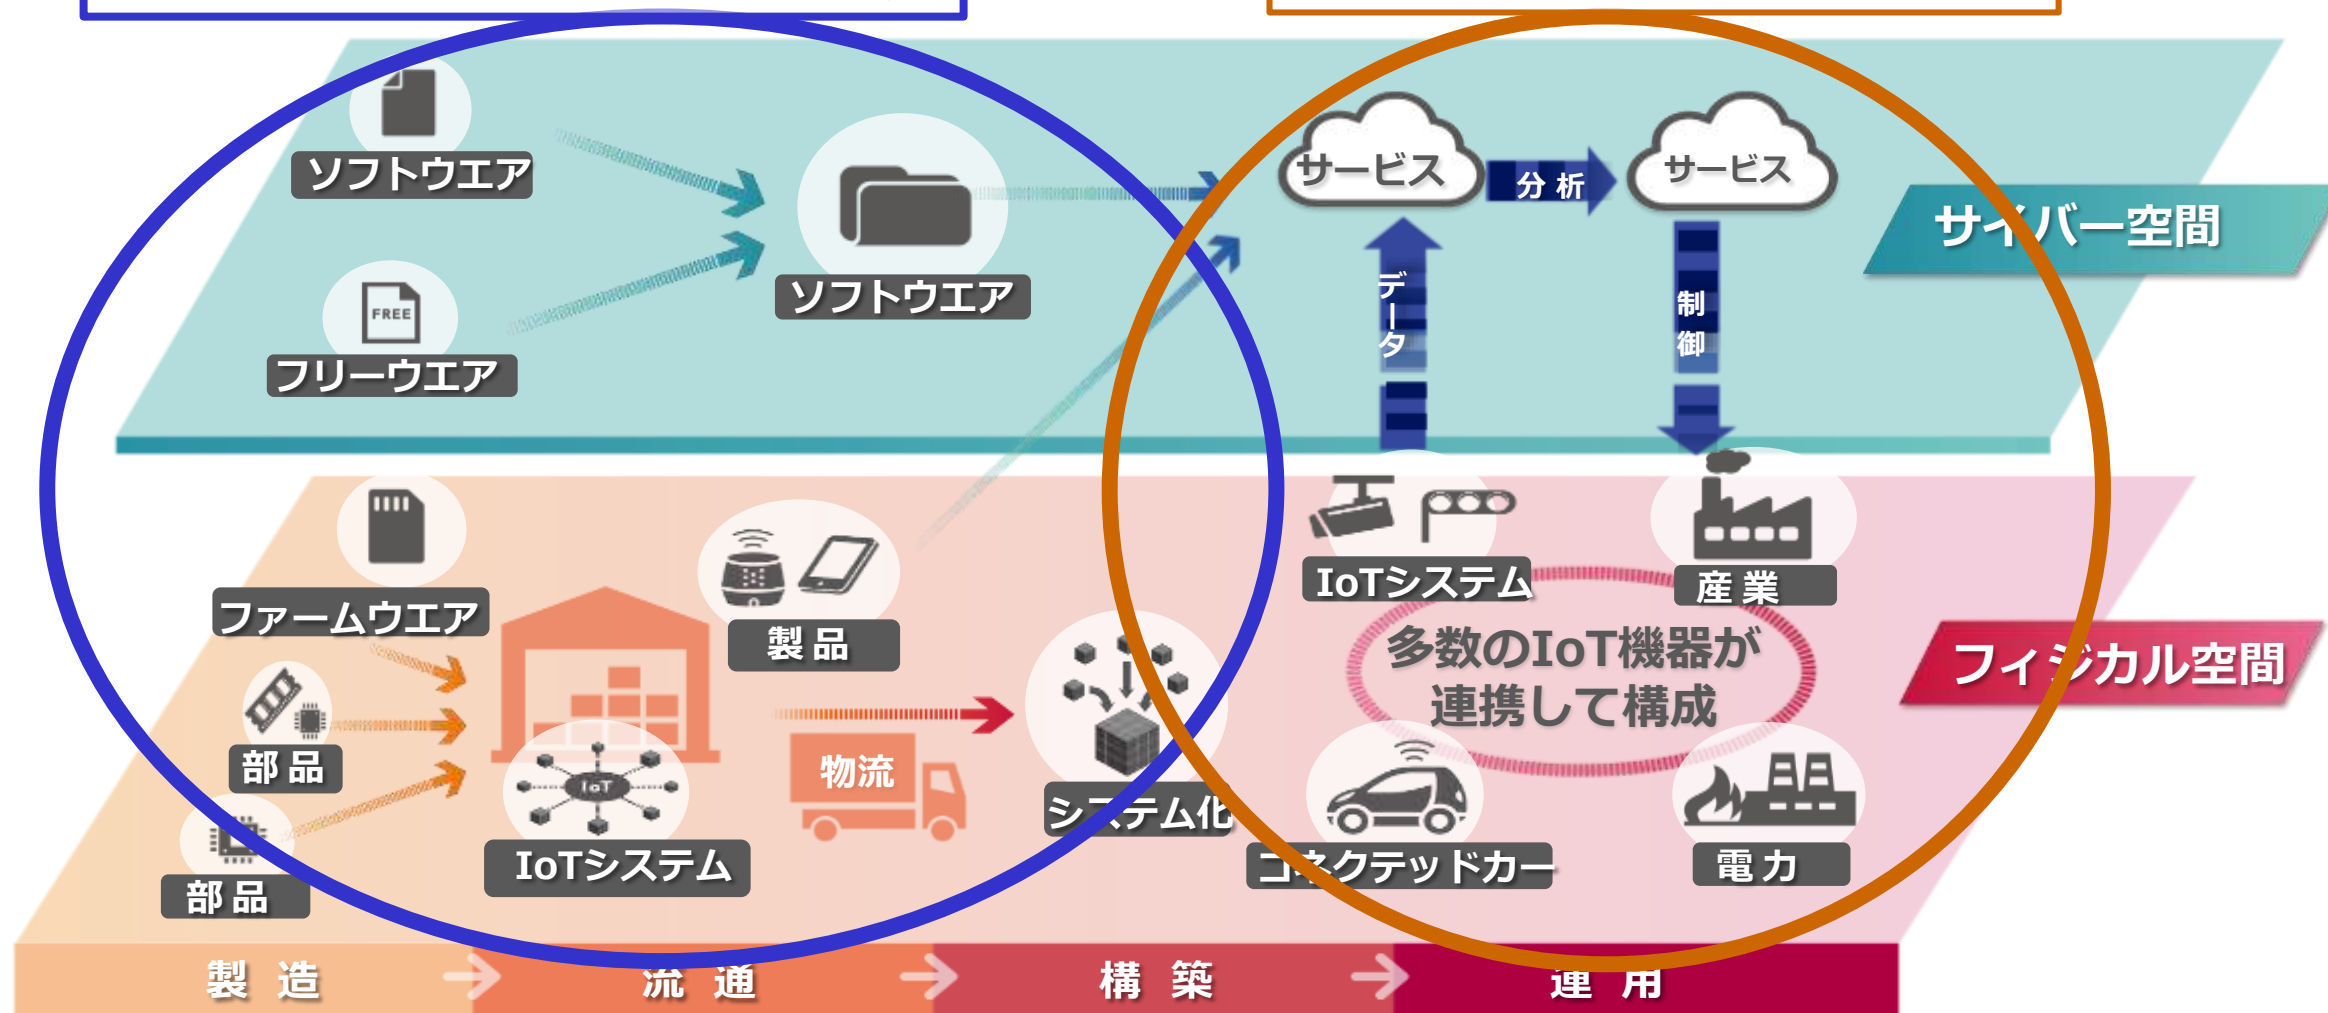 ソフトウエア
FREE
フリーウエア
ソフトウエア
サービス
分析
サービス
データ
制御
サイバー空間
ファームウエア
部品
部品
IoT
IoTシステム
製品
物流
システム化
IoTシステム
産業
多数のIoT機器が
連携して構成
コネクテッドカー
電力
フィジカル空間
製造
流通
構築
運用